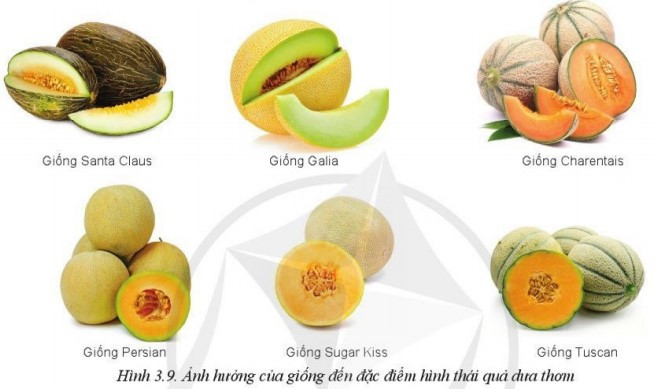 Giống Santa Claus
Giống Galia
Giống Charentais
Giống Persian
Giống Sugar Kiss
Giống Tuscan
Hình 3.9. Ảnh hưởng của giống đến đặc điểm hình thái quả dưa thơm